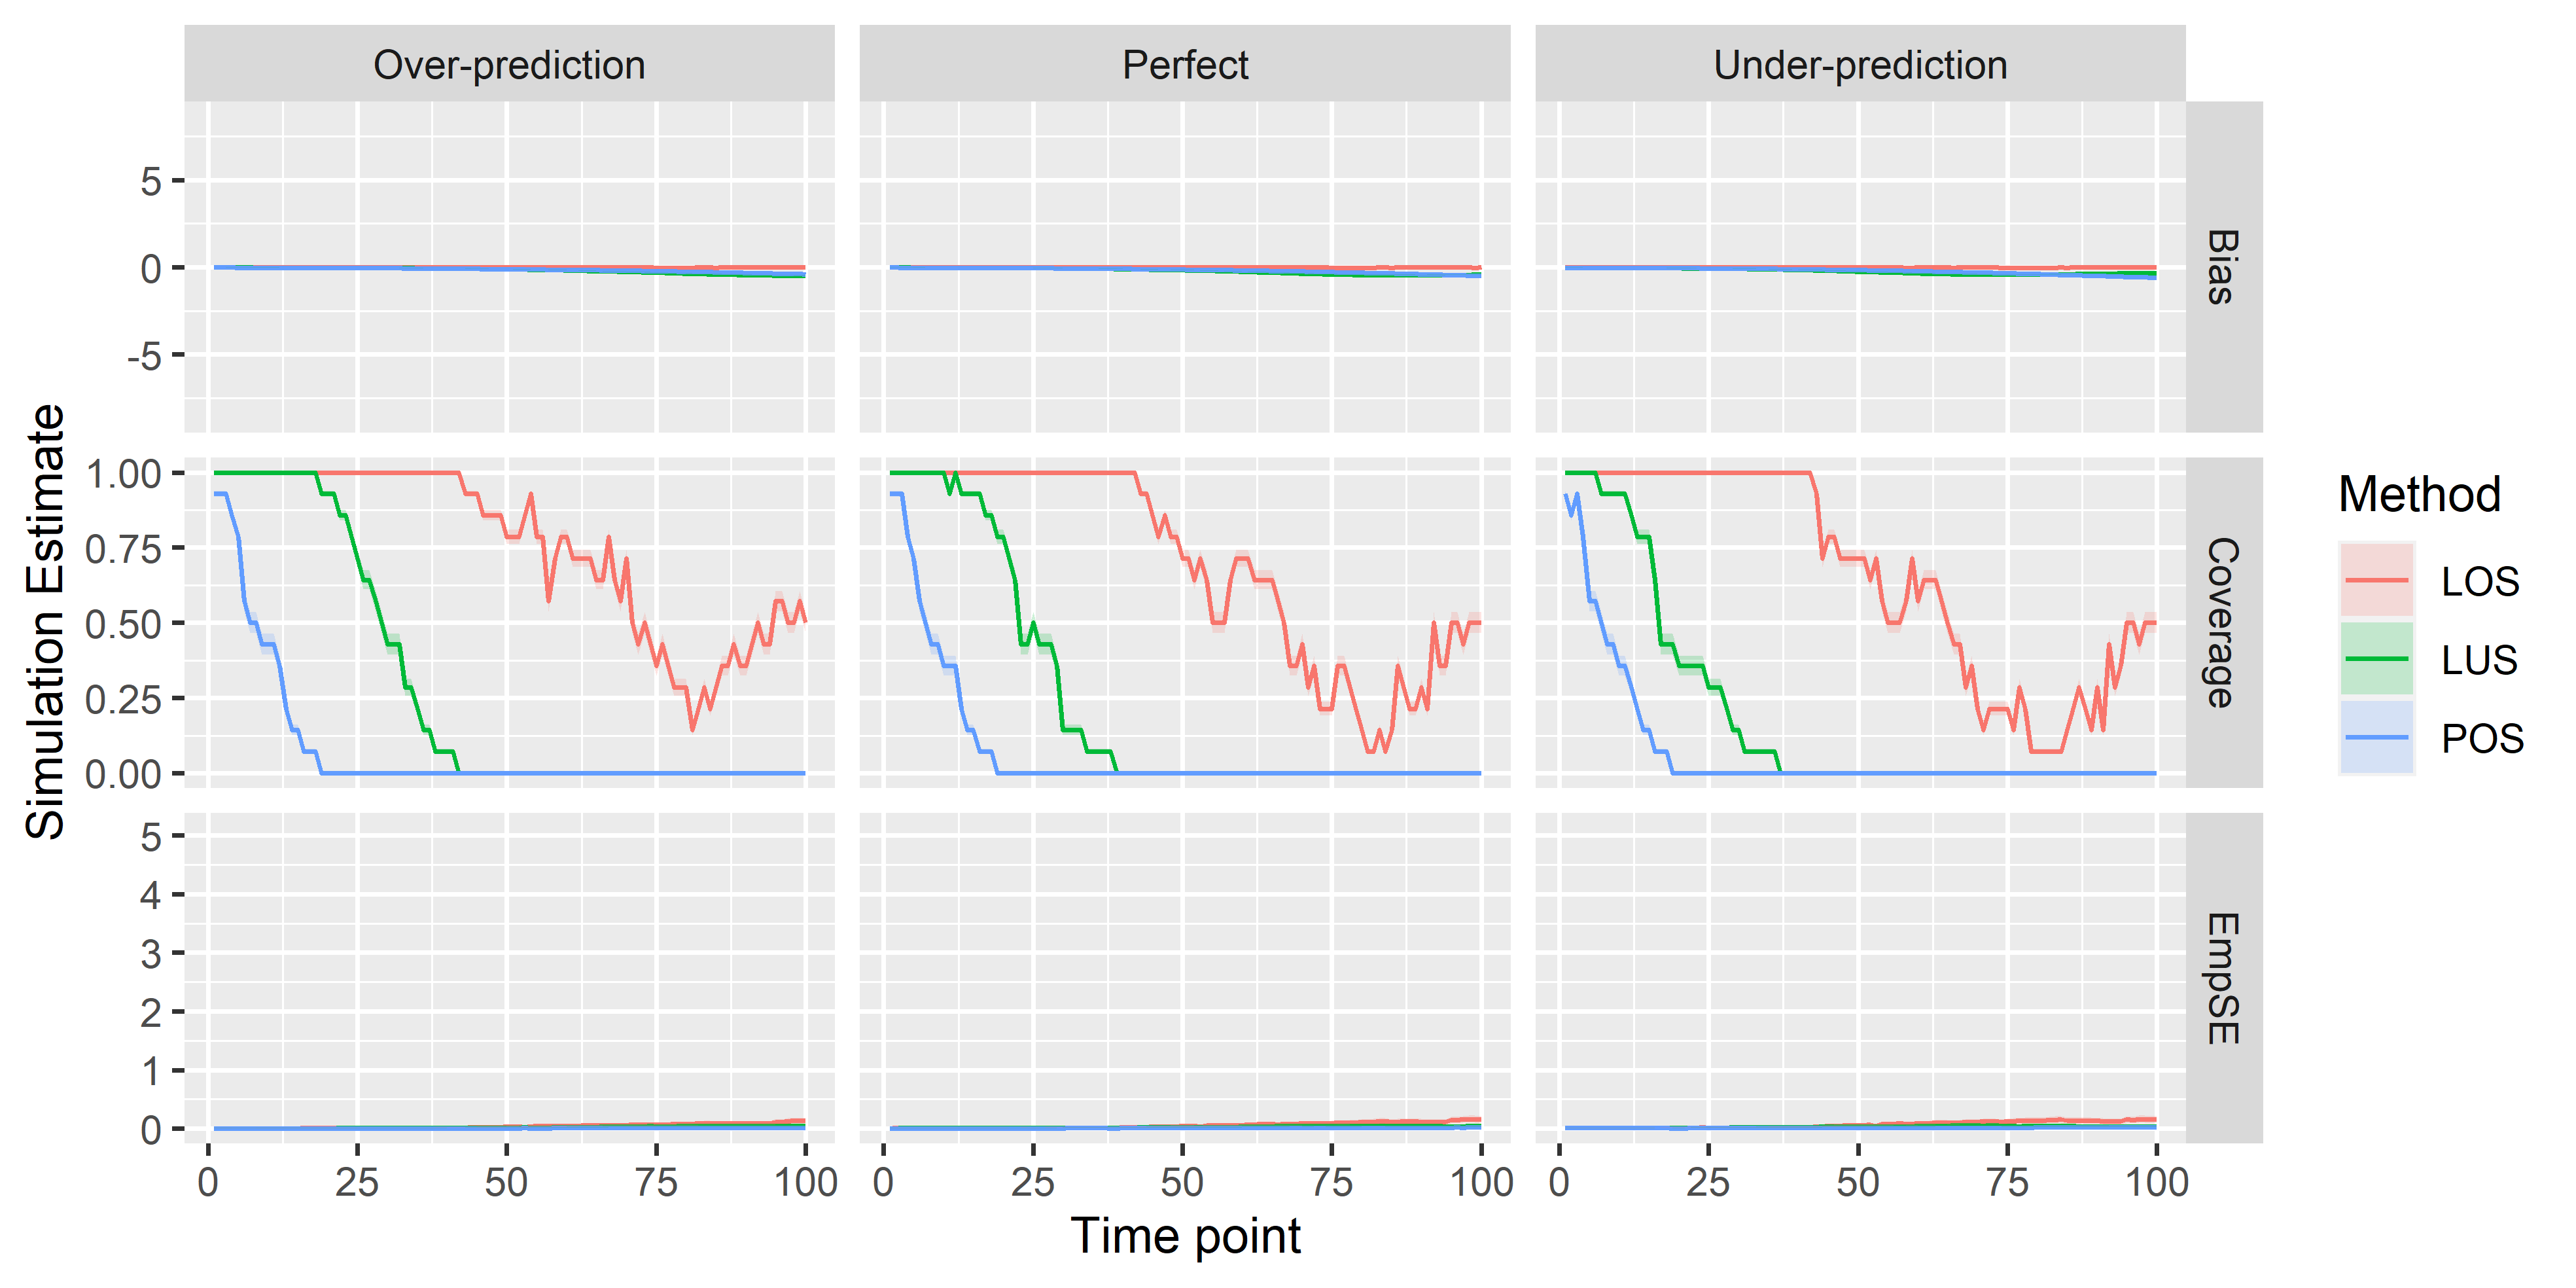 Over-prediction
Perfect
Under-prediction
5
0
-5
Bias
Simulation Estimate
1.00
0.75
0.50
0.25
0.00
Coverage
5
4
3
2
1
0
EmpSE
0 25 50 75 100
0 25 50 75 100
0 25 50 75 100
Time point
Method
LOS
LUS
POS